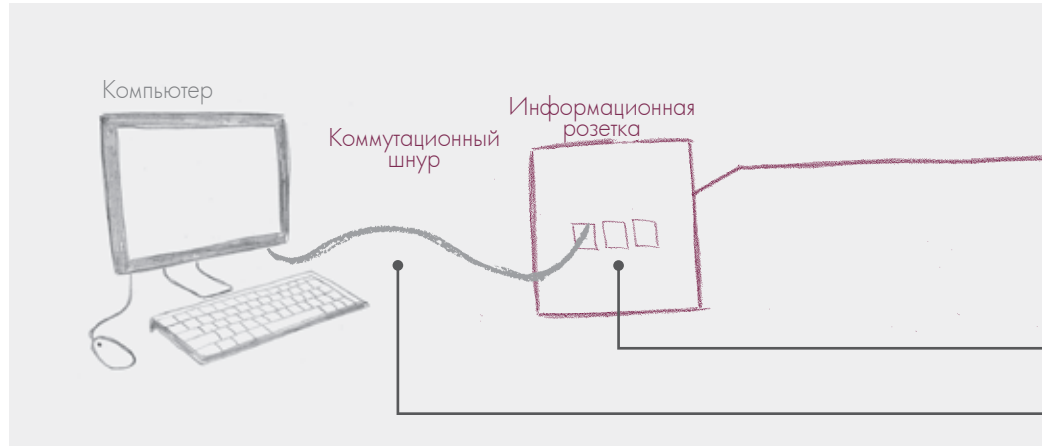 Компьютер
Коммутационный
шнур
Информационная
розетка